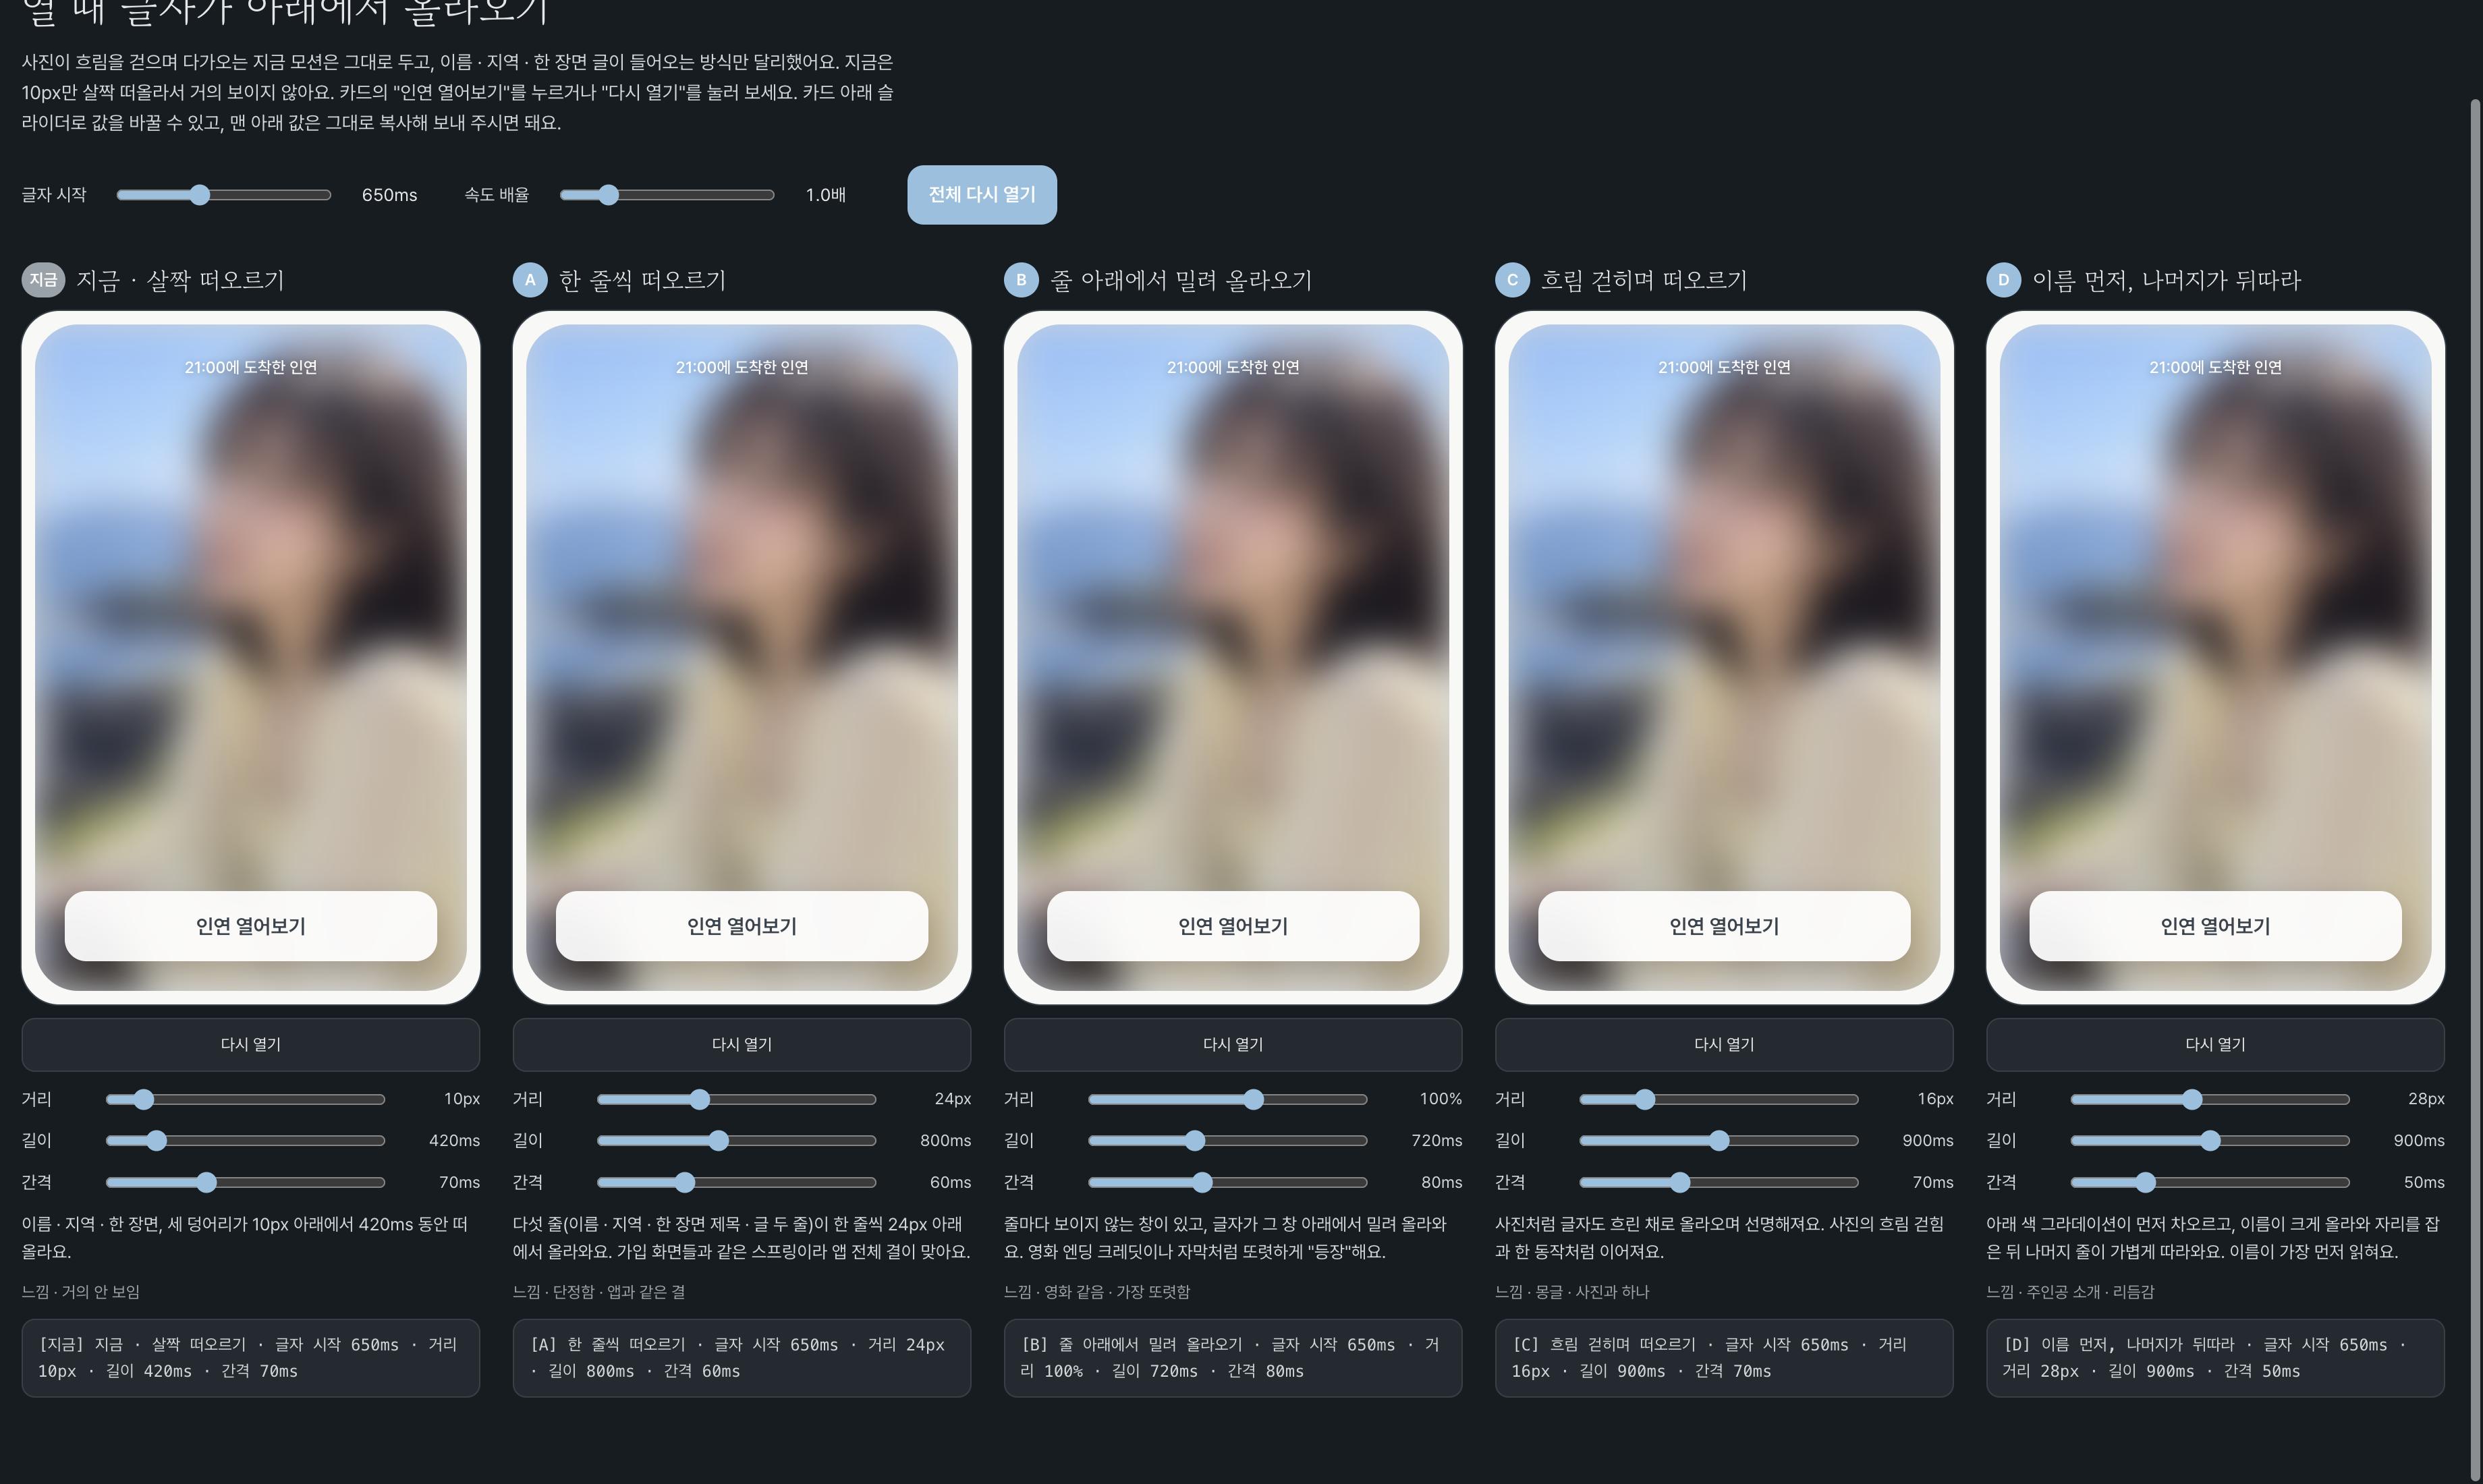 열 때 글자가 아래에서 올라오기
사진이 흐림을 걷으며 다가오는 지금 모션은 그대로 두고, 이름 · 지역 · 한 장면 글이 들어오는 방식만 달리했어요. 지금은
10px만 살짝 떠올라서 거의 보이지 않아요. 카드의 "인연 열어보기"를 누르거나 "다시 열기"를 눌러 보세요. 카드 아래 슬
라이더로 값을 바꿀 수 있고, 맨 아래 값은 그대로 복사해 보내 주시면 돼요.
글자 시작 650ms 속도 배율 1.0배 전체 다시 열기
지금 지금 · 살짝 떠오르기
21:00에 도착한 인연
인연 열어보기
다시 열기
거리 10px
길이 420ms
간격 70ms
이름 · 지역 · 한 장면, 세 덩어리가 10px 아래에서 420ms 동안 떠
올라요.
느낌 · 거의 안 보임
[지금] 지금 · 살짝 떠오르기 · 글자 시작 650ms · 거리
10px · 길이 420ms · 간격 70ms
A 한 줄씩 떠오르기
21:00에 도착한 인연
인연 열어보기
다시 열기
거리 24px
길이 800ms
간격 60ms
다섯 줄(이름 · 지역 · 한 장면 제목 · 글 두 줄)이 한 줄씩 24px 아래
에서 올라와요. 가입 화면들과 같은 스프링이라 앱 전체 결이 맞아요.
느낌 · 단정함 · 앱과 같은 결
[A] 한 줄씩 떠오르기 · 글자 시작 650ms · 거리 24px
· 길이 800ms · 간격 60ms
B 줄 아래에서 밀려 올라오기
21:00에 도착한 인연
인연 열어보기
다시 열기
거리 100%
길이 720ms
간격 80ms
줄마다 보이지 않는 창이 있고, 글자가 그 창 아래에서 밀려 올라와
요. 영화 엔딩 크레딧이나 자막처럼 또렷하게 "등장"해요.
느낌 · 영화 같음 · 가장 또렷함
[B] 줄 아래에서 밀려 올라오기 · 글자 시작 650ms · 거
리 100% · 길이 720ms · 간격 80ms
C 흐림 걷히며 떠오르기
21:00에 도착한 인연
인연 열어보기
다시 열기
거리 16px
길이 900ms
간격 70ms
사진처럼 글자도 흐린 채로 올라오며 선명해져요. 사진의 흐림 걷힘
과 한 동작처럼 이어져요.
느낌 · 몽글 · 사진과 하나
[C] 흐림 걷히며 떠오르기 · 글자 시작 650ms · 거리
16px · 길이 900ms · 간격 70ms
D 이름 먼저, 나머지가 뒤따라
21:00에 도착한 인연
인연 열어보기
다시 열기
거리 28px
길이 900ms
간격 50ms
아래 색 그라데이션이 먼저 차오르고, 이름이 크게 올라와 자리를 잡
은 뒤 나머지 줄이 가볍게 따라와요. 이름이 가장 먼저 읽혀요.
느낌 · 주인공 소개 · 리듬감
[D] 이름 먼저, 나머지가 뒤따라 · 글자 시작 650ms ·
거리 28px · 길이 900ms · 간격 50ms